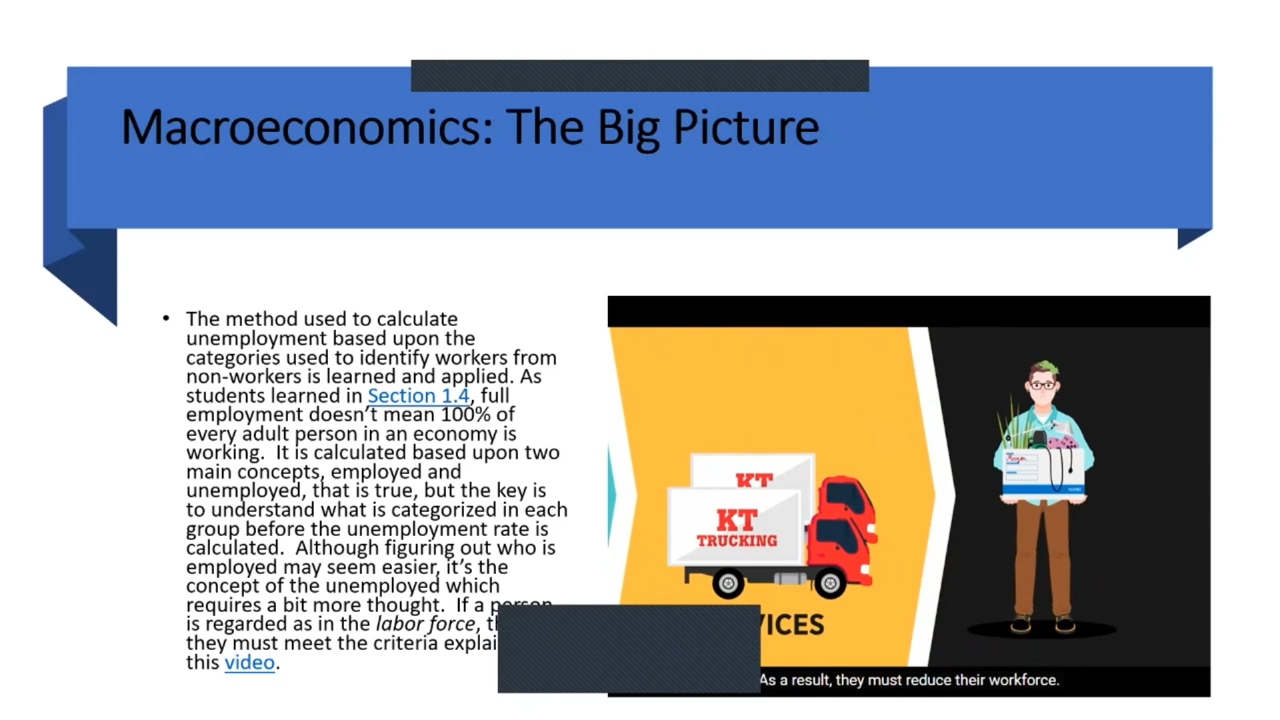 Macroeconomics: The Big Picture
• The method used to calculate
unemployment based upon the
categories used to identify workers from
non-workers is learned and applied. As
students learned in Section 1.4, full
employment doesn't mean 100% of
every adult person in an economy is
working. It is calculated based upon two
main concepts, employed and
unemployed, that is true, but the key is
to understand what is categorized in each
group before the unemployment rate is
calculated. Although figuring out who is
employed may seem easier, it's the
concept of the unemployed which
requires a bit more thought. If a person
is regarded as in the labor force,
they must meet the criteria
this video.
KT
KT
TRUCKING
As a result, they must reduce their workforce.